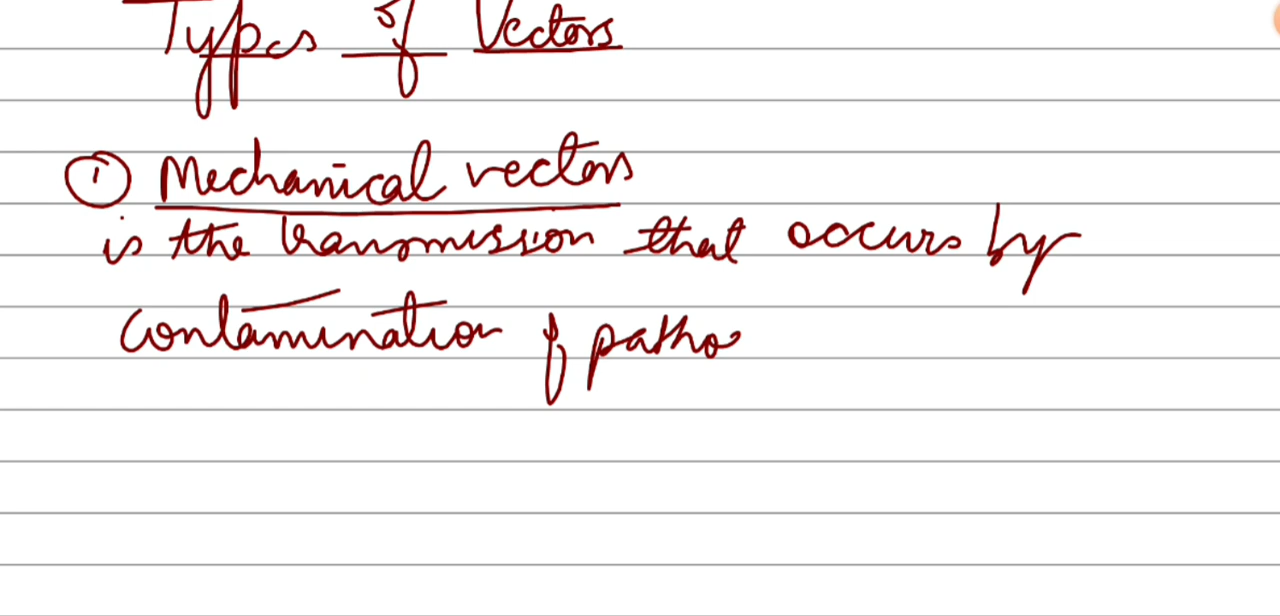 Types of Vectors
① Mechanical vectors
is the transmission that occurs by
contamination of patho